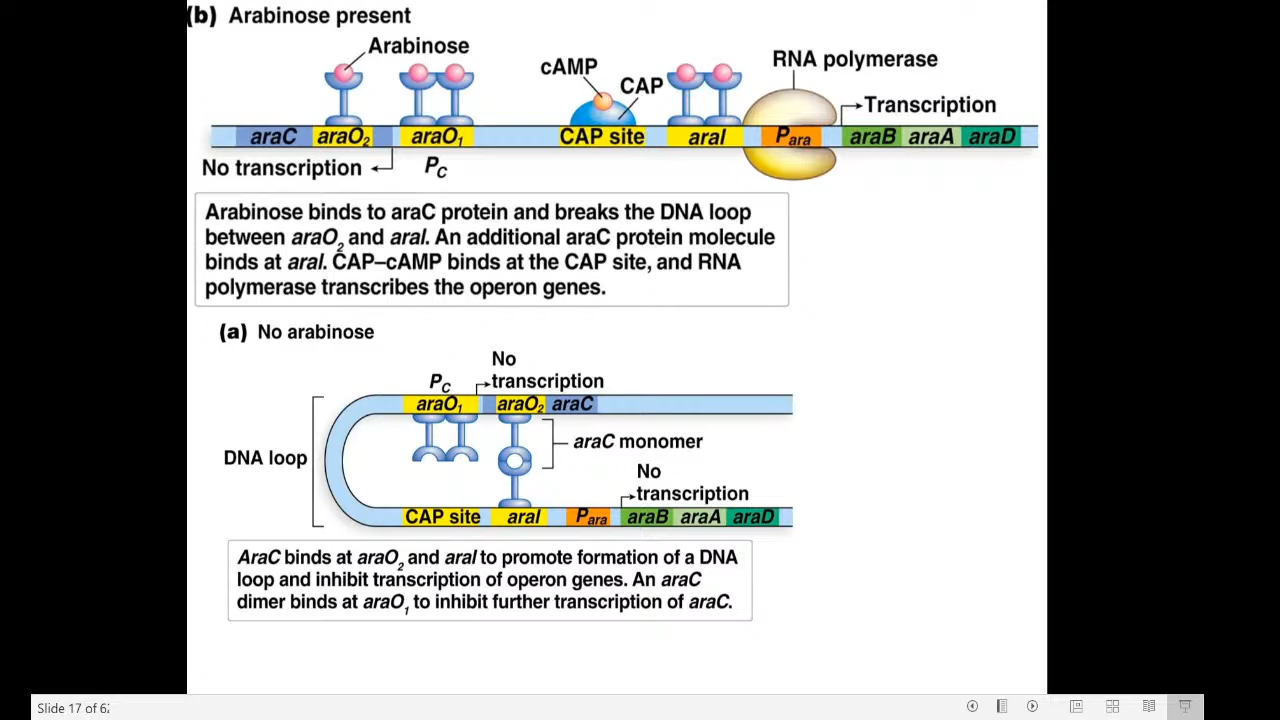 (b) Arabinose present
Arabinose
cAMP
CAP
RNA polymerase
Transcription
araC araO2 araO1 CAP site araI Para araB araA araD
No transcription
PC
Arabinose binds to araC protein and breaks the DNA loop
between araO2 and araI. An additional araC protein molecule
binds at araI. CAP–cAMP binds at the CAP site, and RNA
polymerase transcribes the operon genes.
(a) No arabinose
No
transcription
PC
araO1 araO2 araC
DNA loop
araC monomer
No
transcription
CAP site araI Para araB araA araD
AraC binds at araO2 and araI to promote formation of a DNA
loop and inhibit transcription of operon genes. An araC
dimer binds at araO1 to inhibit further transcription of araC.
Slide 17 of 62